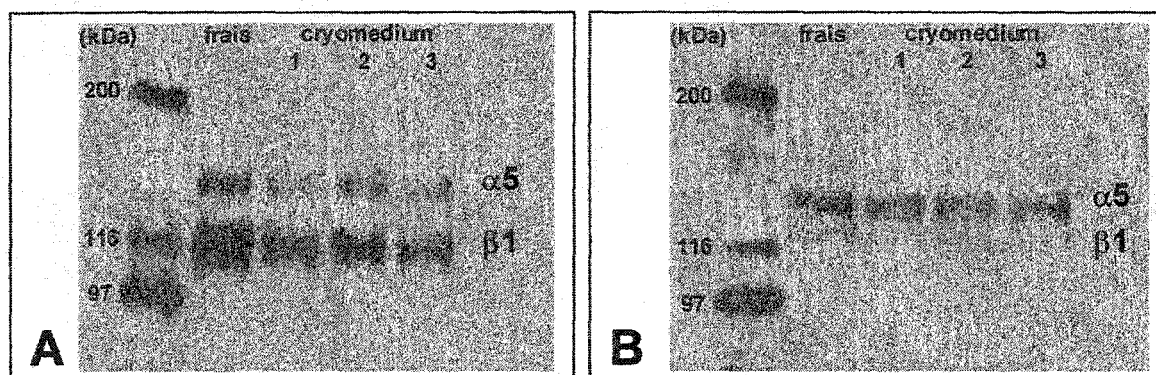 (kDa) frais cryomedium
1 2 3
200
α5
116 β1
97
A
(kDa) frais cryomedium
1 2 3
200
α5
116 β1
97
B